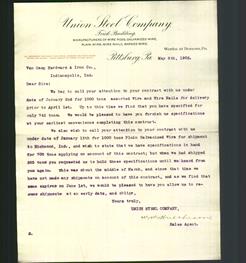 Union Steel Company,
Frick Building
MANUFACTURERS OF WIRE RODS, GALVANIZED WIRE,
PLAIN WIRE, WIRE NAILS, BARBED WIRE.
Works at Donora, Pa.
Pittsburg, Pa May 8th, 1902.
Van Camp Hardware & Iron Co.,
Indianapolis, Ind.
Dear Sirs:
We beg to call your attention to your contract with us under
date of January 2nd for 1000 tons assorted Wire and Wire Nails for delivery
prior to April 1st. Up to this time we find that you have specified for
only 742 tons. We would be pleased to have you furnish us specifications at
your earliest convenience completing this contract.
We also wish to call your attention to your contract with us
under date of January 11th for 1000 tons Plain Galvanized Wire for shipment
to Richmond, Ind., and wish to state that we have specifications in hand
for 700 tons applying on account of this contract, but when we had shipped
205 tons you requested us to hold these specifications until we heard from
you again. This was about the middle of March, and since that time we
have not made any shipments on account of this contract, and as we find that
same expires on June 1st, we would be pleased to have you allow us to re-
sume shipments at an early date, and oblige,
Yours truly,
UNION STEEL COMPANY,
Sales Agent.